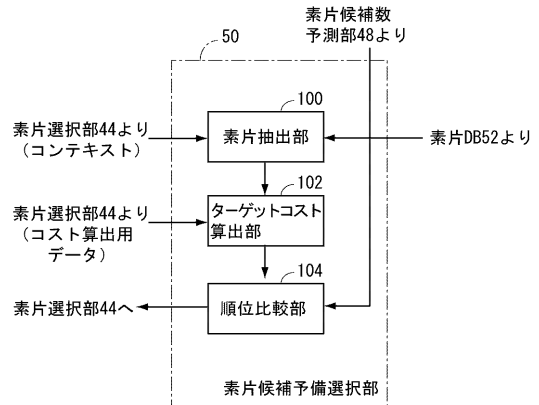 素片候補数
予測部48より
50
100
素片選択部44より
(コンテキスト)
素片抽出部
素片DB52より
102
素片選択部44より
(コスト算出用
データ)
ターゲットコスト
算出部
104
素片選択部44へ
順位比較部
素片候補予備選択部